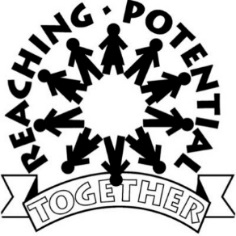 REACHING · POTENTIAL
TOGETHER